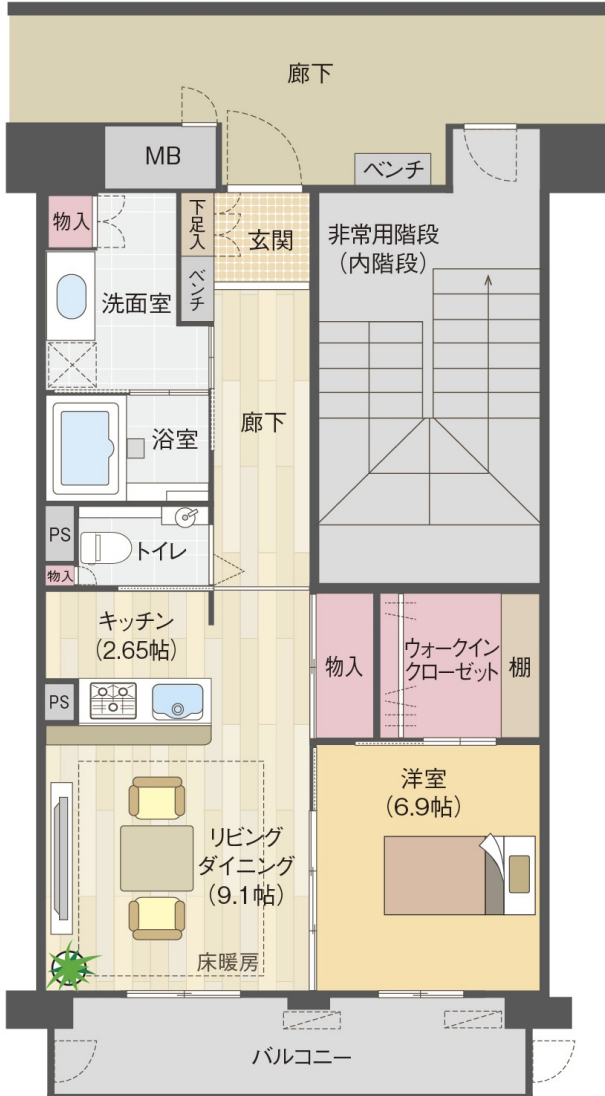 廊下
MB
ベンチ
物入
下足入
玄関
非常用階段
(内階段)
洗面室
ベンチ
浴室
廊下
PS
トイレ
物入
キッチン
(2.65帖)
物入
ウォークイン
クローゼット
棚
PS
洋室
(6.9帖)
リビング
ダイニング
(9.1帖)
床暖房
バルコニー